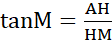 tanM = AH/HM